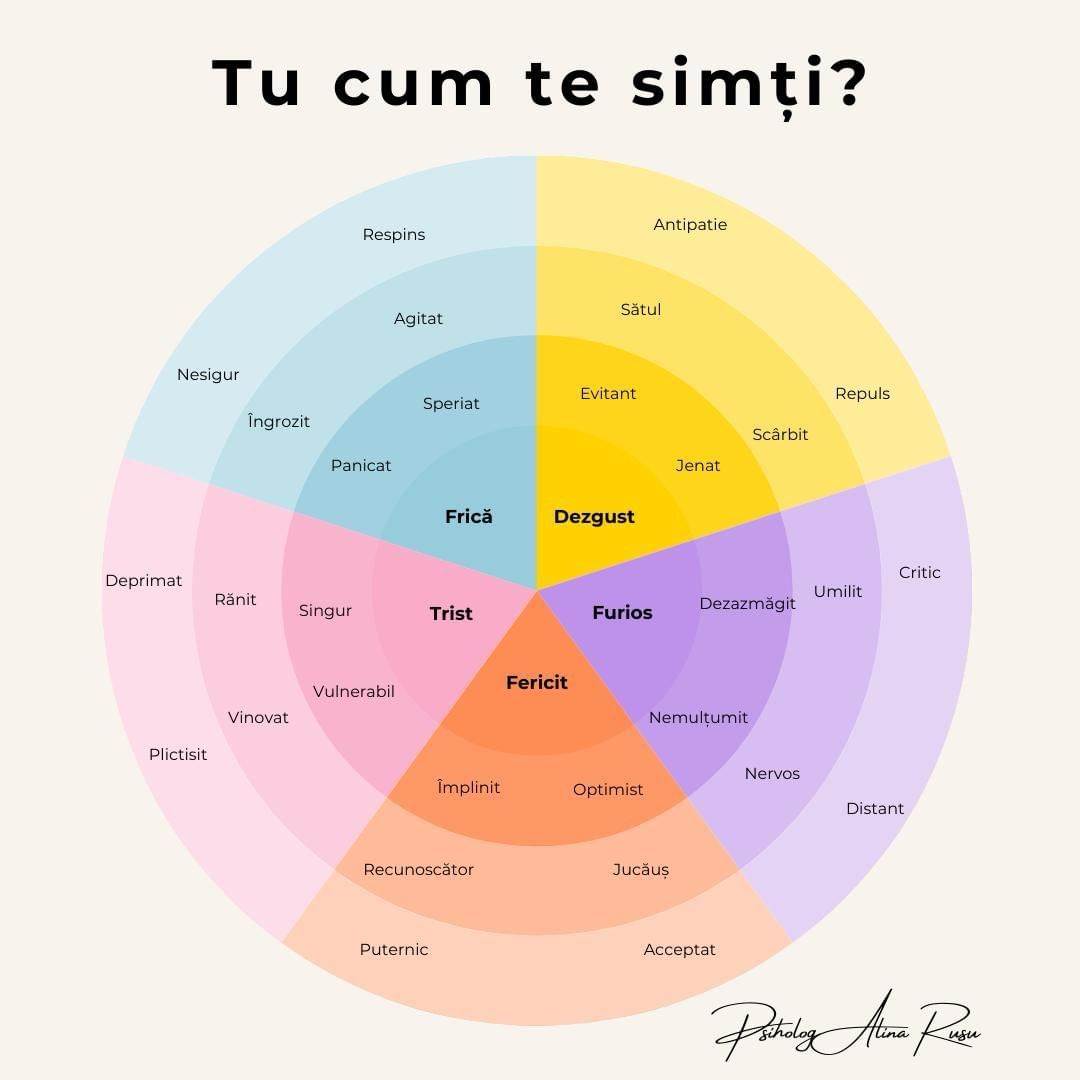 Tu cum te simți?
Respins
Antipatie
Agitat
Sătul
Nesigur
Îngrozit
Speriat
Evitant
Repuls
Scârbit
Panicat
Jenat
Frică
Dezgust
Deprimat
Rănit
Singur
Trist
Furios
Dezazmăgit
Umilit
Critic
Vulnerabil
Fericit
Vinovat
Nemulțumit
Plictisit
Nervos
Împlinit
Optimist
Distant
Recunoscător
Jucăuș
Puternic
Acceptat
Psiholog Alina Rusu